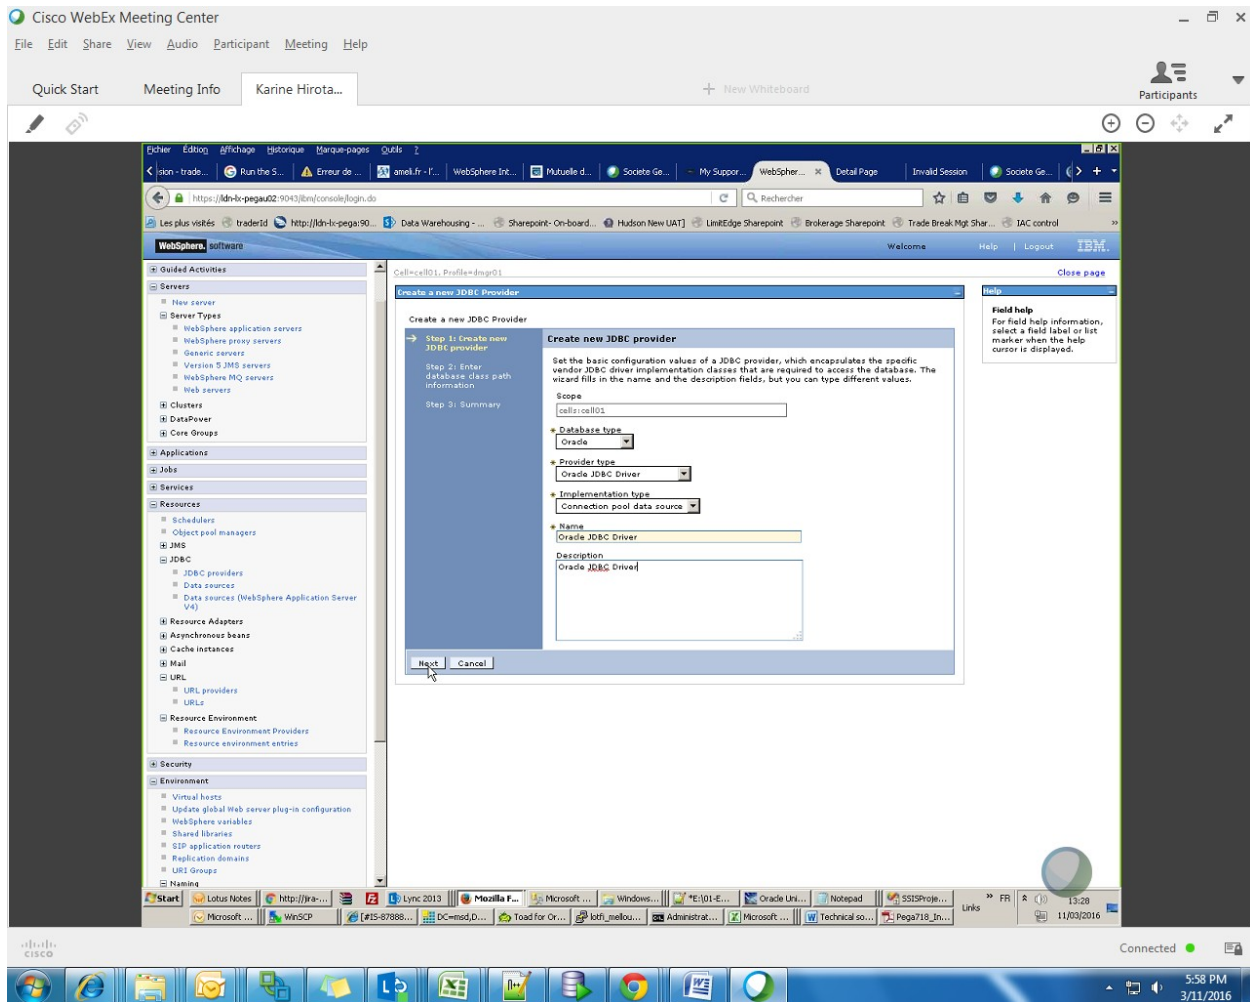 Cisco WebEx Meeting Center
File Edit Share View Audio Participant Meeting Help
Quick Start Meeting Info Karine Hirota... + New Whiteboard Participants
Fichier Édition Affichage Historique Marque-pages Outils ?
ision - trade... Run the S... Erreur de ... ameli.fr - l'... WebSphere Int... Mutuelle d... Societe Ge... My Suppor... WebSpher... × Detail Page Invalid Session Societe Ge...
https://ldn-lx-pegau02:9043/ibm/console/login.do Rechercher
Les plus visités traderId http://ldn-lx-pega:90... Data Warehousing - ... Sharepoint- On-board... Hudson New UAT] LimitEdge Sharepoint Brokerage Sharepoint Trade Break Mgt Shar... IAC control »
WebSphere. software Welcome Help | Logout IBM.
Guided Activities
Servers
New server
Server Types
WebSphere application servers
WebSphere proxy servers
Generic servers
Version 5 JMS servers
WebSphere MQ servers
Web servers
Clusters
DataPower
Core Groups
Applications
Jobs
Services
Resources
Schedulers
Object pool managers
JMS
JDBC
JDBC providers
Data sources
Data sources (WebSphere Application Server
V4)
Resource Adapters
Asynchronous beans
Cache instances
Mail
URL
URL providers
URLs
Resource Environment
Resource Environment Providers
Resource environment entries
Security
Environment
Virtual hosts
Update global Web server plug-in configuration
WebSphere variables
Shared libraries
SIP application routers
Replication domains
URI Groups
Naming
Cell=cell01, Profile=dmgr01 Close page
Create a new JDBC Provider
Create a new JDBC Provider
Step 1: Create new
JDBC provider
Step 2: Enter
database class path
information
Step 3: Summary
Create new JDBC provider
Set the basic configuration values of a JDBC provider, which encapsulates the specific
vendor JDBC driver implementation classes that are required to access the database. The
wizard fills in the name and the description fields, but you can type different values.
Scope
cells:cell01
* Database type
Oracle
* Provider type
Oracle JDBC Driver
* Implementation type
Connection pool data source
* Name
Oracle JDBC Driver
Description
Oracle JDBC Driver
Next Cancel
Help
Field help
For field help information,
select a field label or list
marker when the help
cursor is displayed.
Start Lotus Notes http://jira-... Lync 2013 Mozilla F... Microsoft ... Windows... *E:\01-E... Oracle Uni... Notepad SSISProje... Links » FR 13:28
Microsoft ... WinSCP [#IS-87888... DC=msd,D... Toad for Or... lotfi_mellou... Administrat... Microsoft ... Technical so... Pega718_In... 11/03/2016
CISCO Connected
5:58 PM
3/11/2016